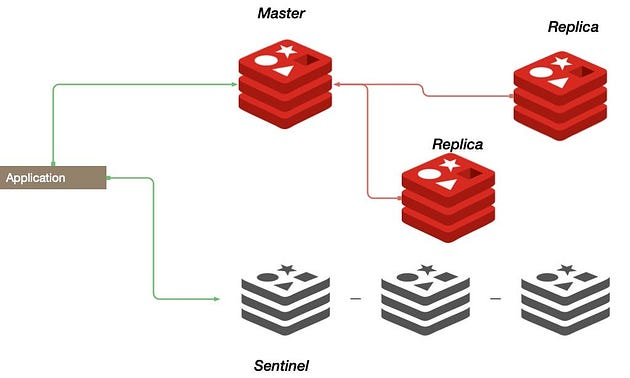 Master
Replica
Replica
Application
Sentinel